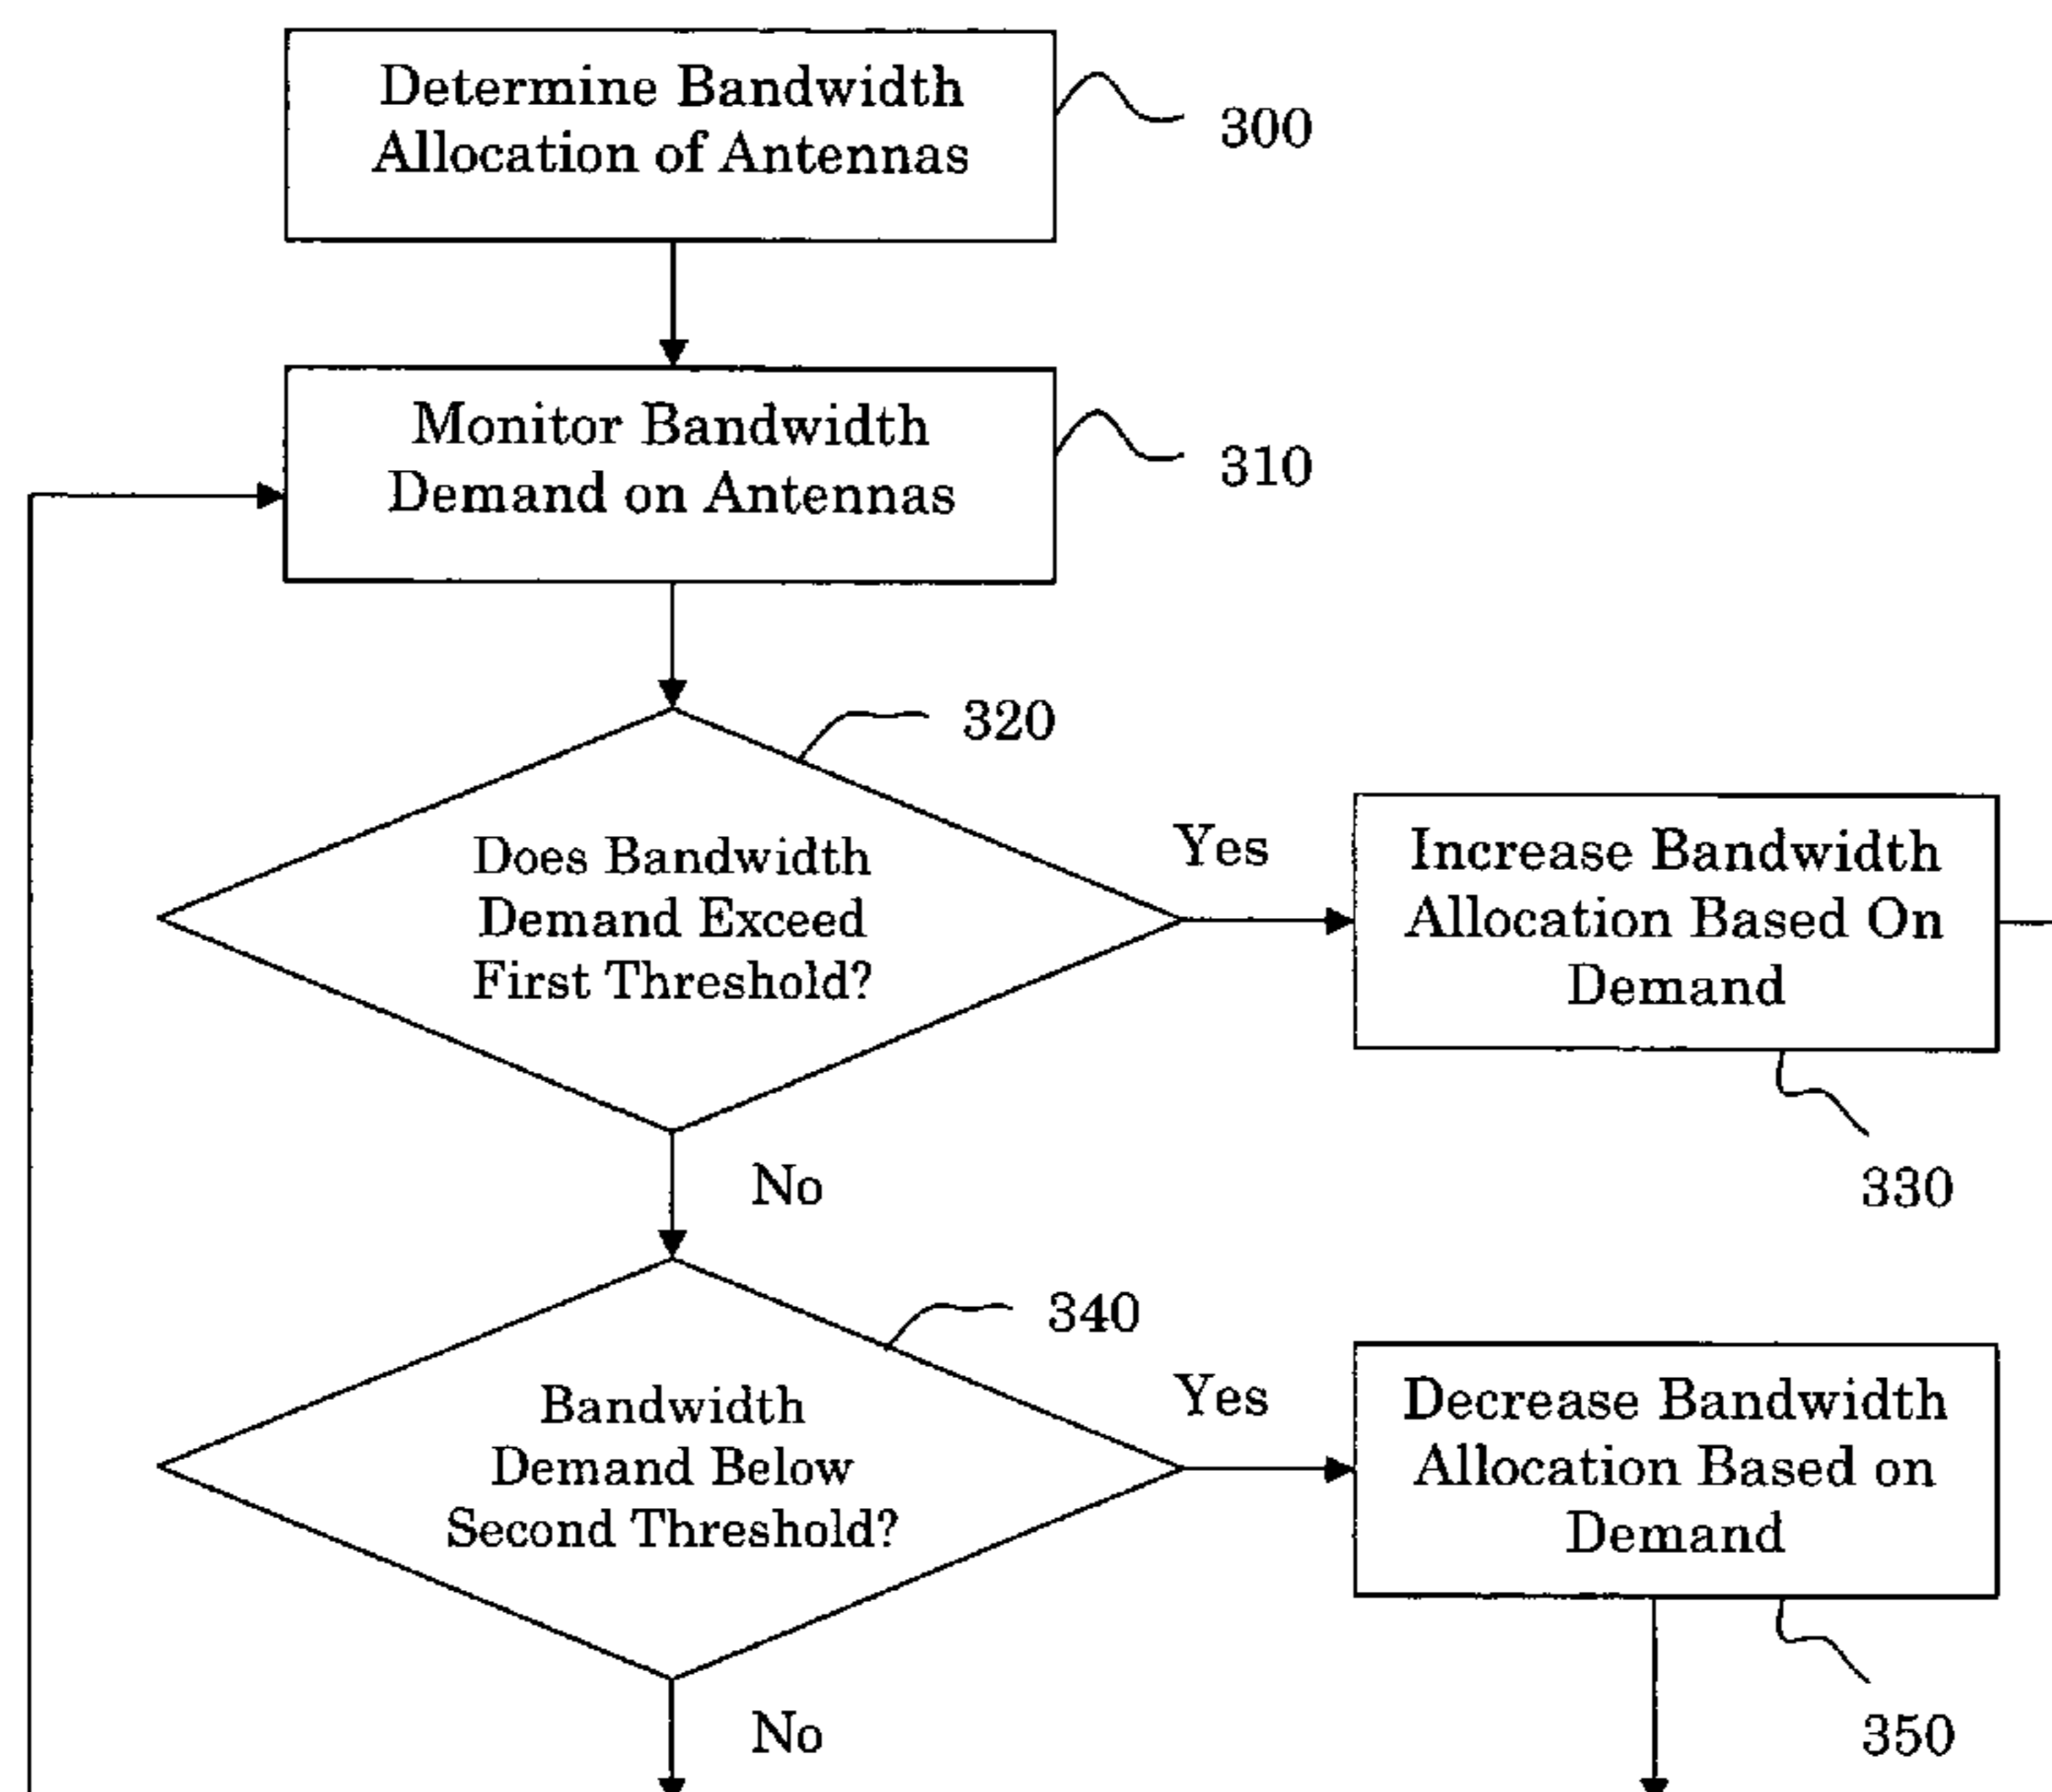 Determine Bandwidth
Allocation of Antennas
300
Monitor Bandwidth
Demand on Antennas
310
320
Does Bandwidth
Demand Exceed
First Threshold?
Yes
Increase Bandwidth
Allocation Based On
Demand
330
No
340
Bandwidth
Demand Below
Second Threshold?
Yes
Decrease Bandwidth
Allocation Based on
Demand
350
No